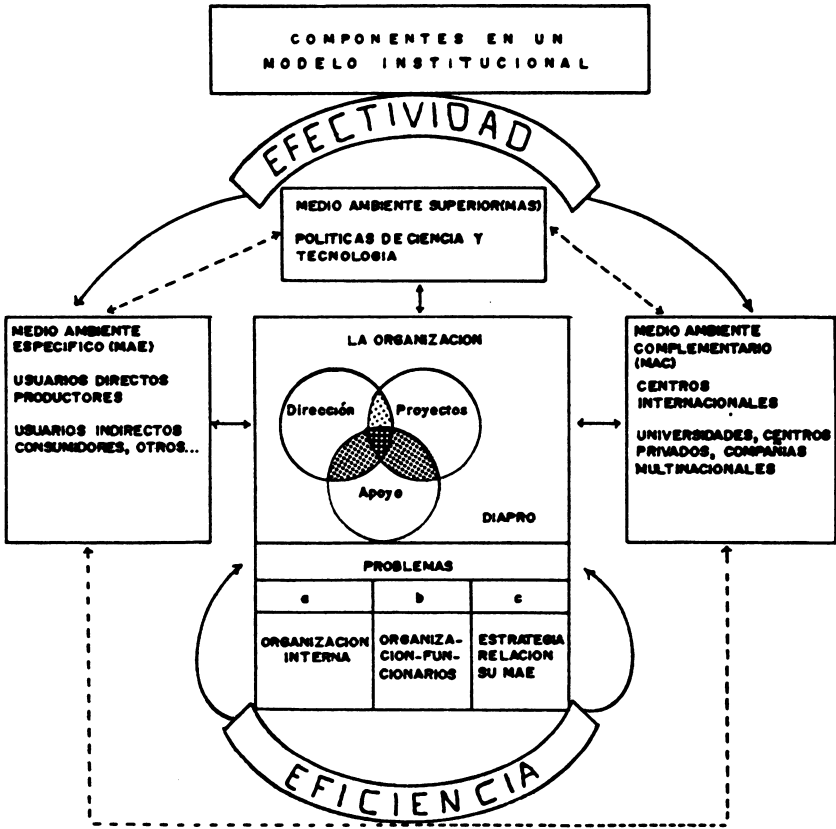 COMPONENTES EN UN
MODELO INSTITUCIONAL
EFECTIVIDAD
MEDIO AMBIENTE SUPERIOR(MAS)
POLITICAS DE CIENCIA Y
TECNOLOGIA
MEDIO AMBIENTE
ESPECIFICO (MAE)
USUARIOS DIRECTOS
PRODUCTORES
USUARIOS INDIRECTOS
CONSUMIDORES, OTROS...
LA ORGANIZACION
Dirección
Proyectos
Apoyo
DIAPRO
MEDIO AMBIENTE
COMPLEMENTARIO
(MAC)
CENTROS
INTERNACIONALES
UNIVERSIDADES, CENTROS
PRIVADOS, COMPAÑIAS
MULTINACIONALES
PROBLEMAS
a
b
c
ORGANIZACION
INTERNA
ORGANIZA-
CION-FUN-
CIONARIOS
ESTRATEGIA
RELACION
SU MAE
EFICIENCIA